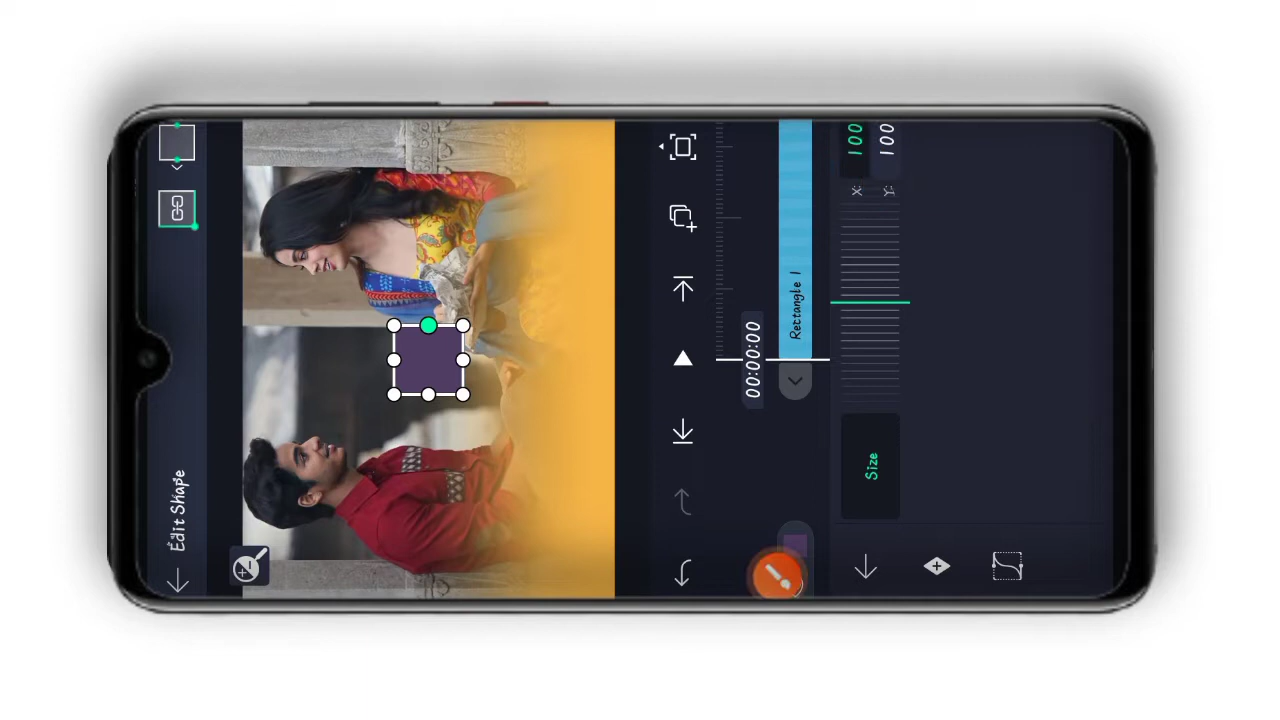 Edit Shape
00:00:00
Rectangle 1
Size
X: 100
Y: 100